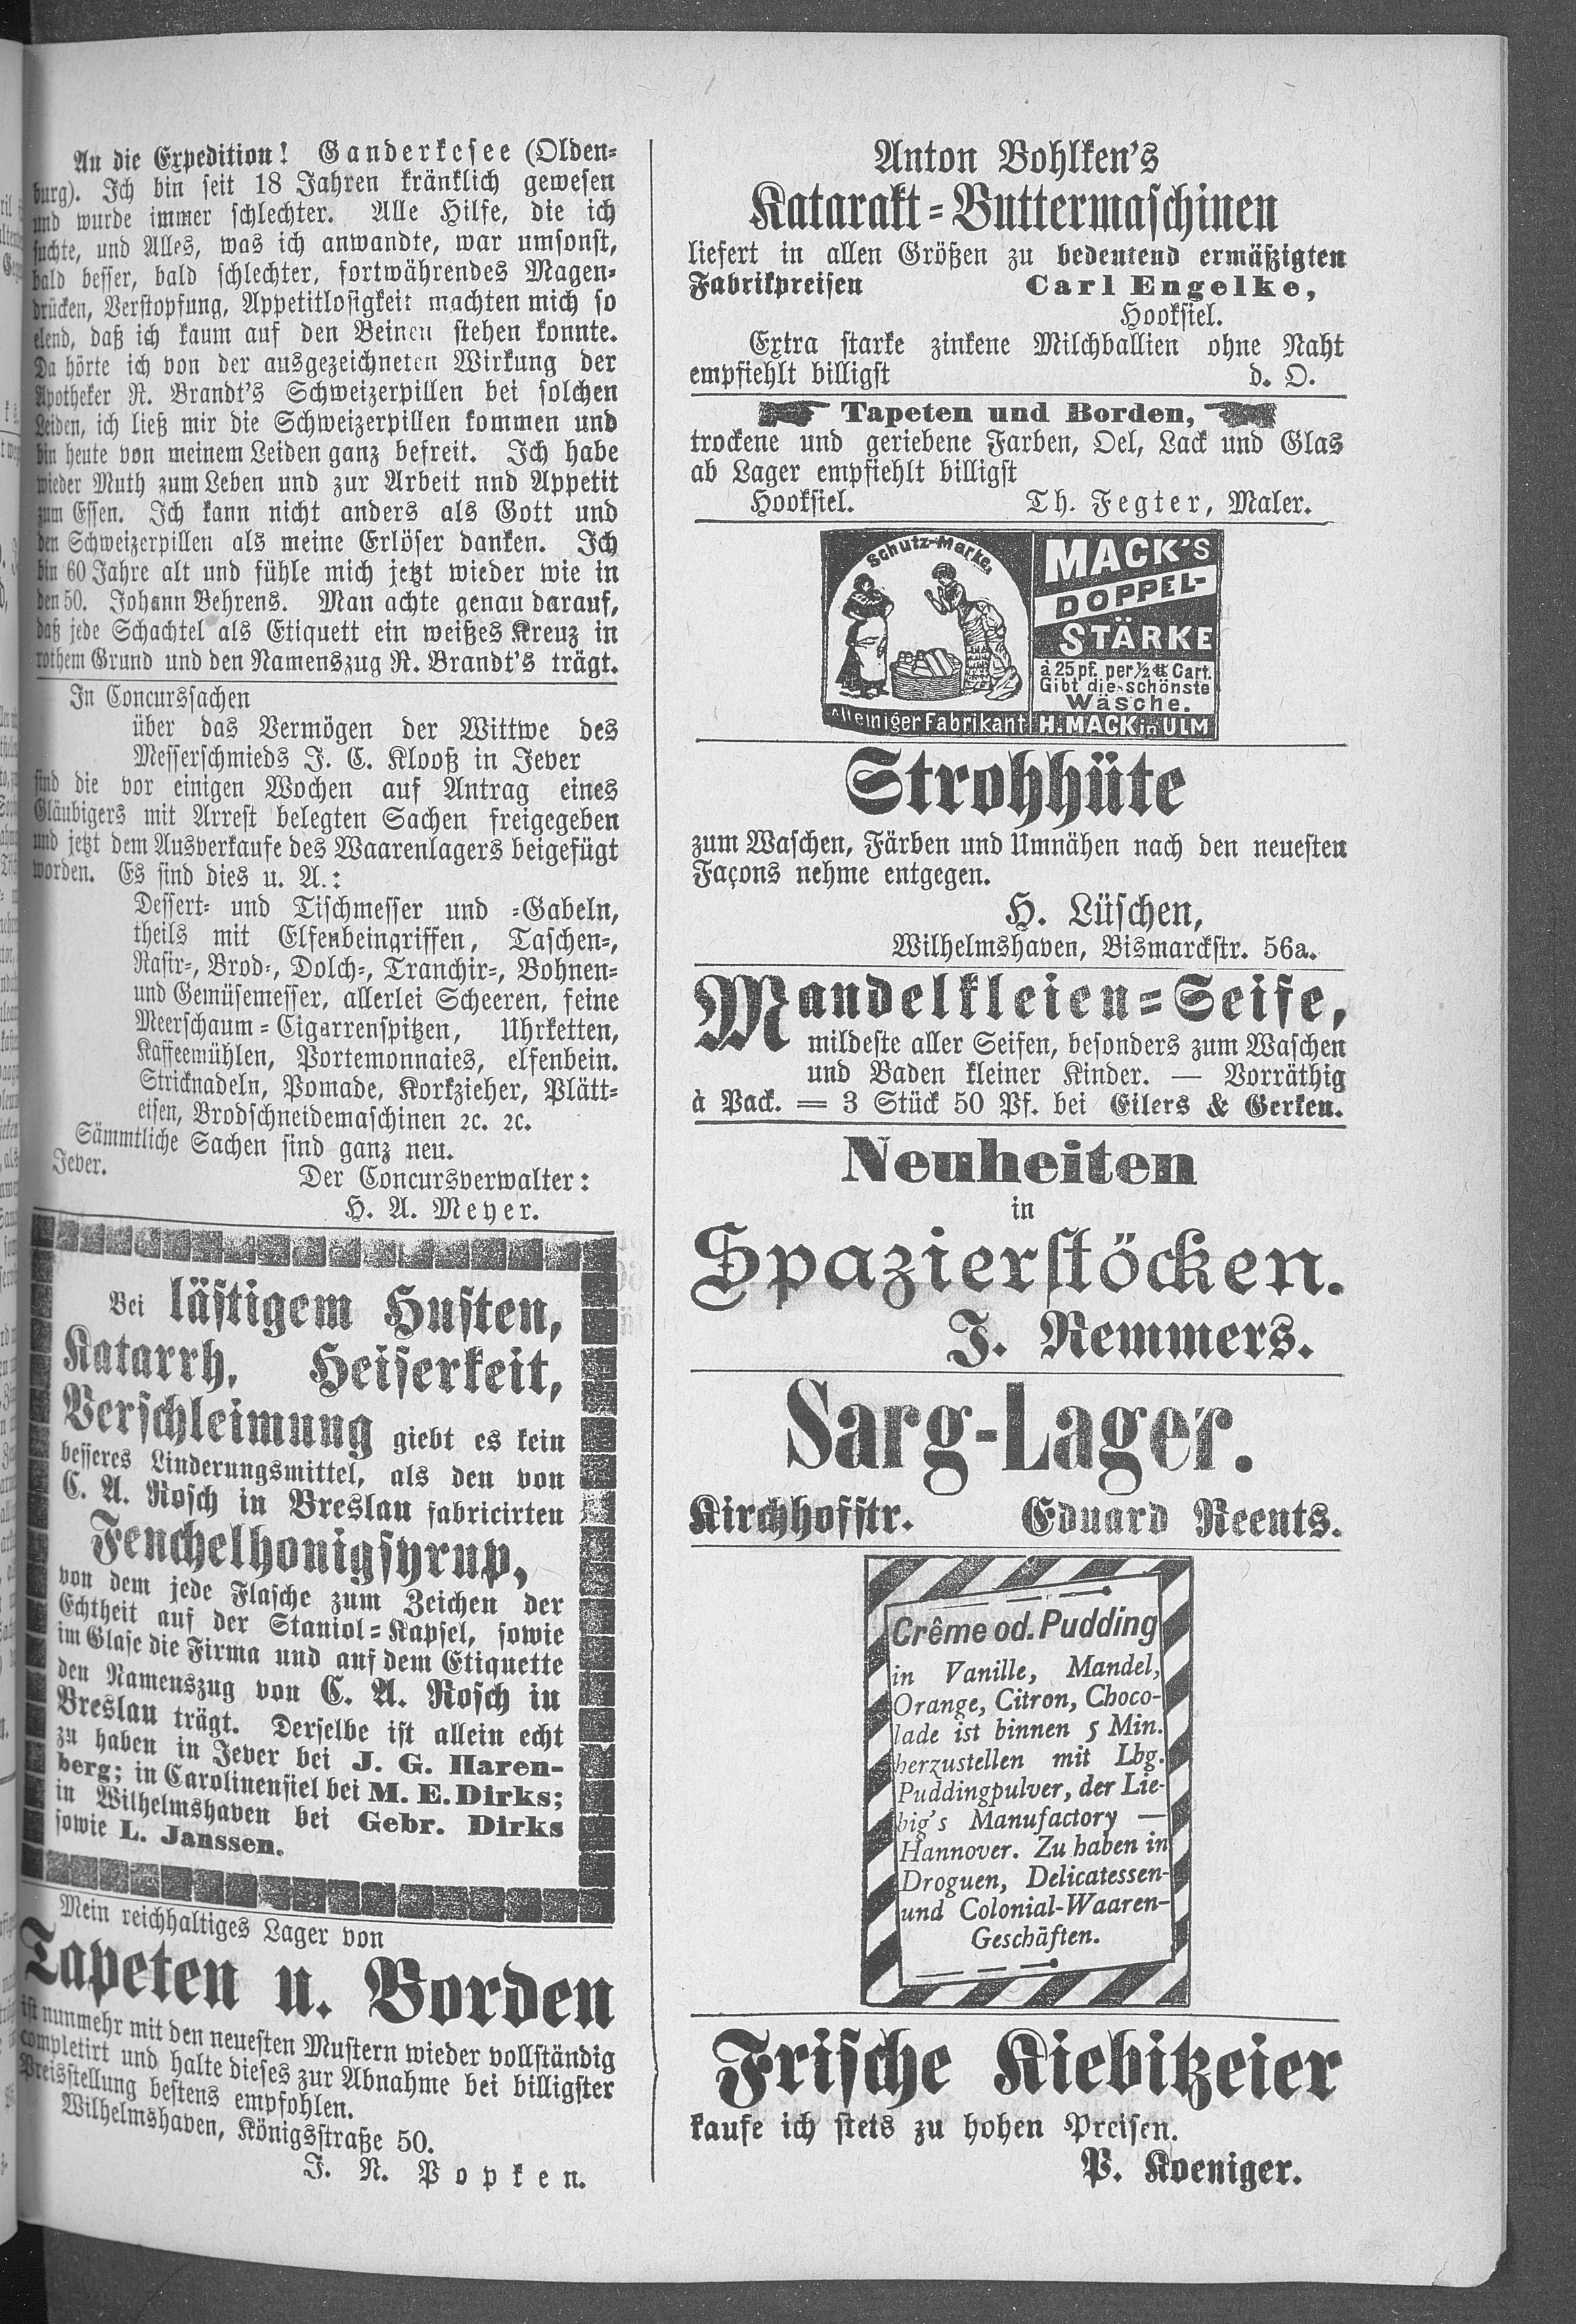 An die Expedition! Ganderkesee (Olden-
burg). Ich bin seit 18 Jahren kränklich gewesen
und wurde immer schlechter. Alle Hilfe, die ich
suchte, und Alles, was ich anwandte, war umsonst,
bald besser, bald schlechter, fortwährendes Magen-
drücken, Verstopfung, Appetitlosigkeit machten mich so
elend, daß ich kaum auf den Beinen stehen konnte.
Da hörte ich von der ausgezeichneten Wirkung der
Apotheker R. Brandt's Schweizerpillen bei solchen
Leiden, ich ließ mir die Schweizerpillen kommen und
bin heute von meinem Leiden ganz befreit. Ich habe
wieder Muth zum Leben und zur Arbeit nnd Appetit
zum Essen. Ich kann nicht anders als Gott und
den Schweizerpillen als meine Erlöser danken. Ich
bin 60 Jahre alt und fühle mich jetzt wieder wie in
den 50. Johann Behrens. Man achte genau darauf,
daß jede Schachtel als Etiquett ein weißes Kreuz in
rothem Grund und den Namenszug R. Brandt's trägt.
In Concurssachen
über das Vermögen der Wittwe des
Messerschmieds J. C. Klooß in Jever
sind die vor einigen Wochen auf Antrag eines
Gläubigers mit Arrest belegten Sachen freigegeben
und jetzt dem Ausverkaufe des Waarenlagers beigefügt
worden. Es sind dies u. A.:
Dessert- und Tischmesser und -Gabeln,
theils mit Elfenbeingriffen, Taschen-,
Rasir-, Brod-, Dolch-, Tranchir-, Bohnen-
und Gemüsemesser, allerlei Scheeren, feine
Meerschaum-Cigarrenspitzen, Uhrketten,
Kaffeemühlen, Portemonnaies, elfenbein.
Stricknadeln, Pomade, Korkzieher, Plätt-
eisen, Brodschneidemaschinen ꝛc. ꝛc.
Sämmtliche Sachen sind ganz neu.
Jever. Der Concursverwalter:
H. A. Meyer.
Bei lästigem Husten,
Katarrh, Heiserkeit,
Verschleimung giebt es kein
besseres Linderungsmittel, als den von
C. A. Rosch in Breslau fabricirten
Fenchelhonigsyrup,
von dem jede Flasche zum Zeichen der
Echtheit auf der Staniol-Kapsel, sowie
im Glase die Firma und auf dem Etiquette
den Namenszug von C. A. Rosch in
Breslau trägt. Derselbe ist allein echt
zu haben in Jever bei J. G. Haren-
berg; in Carolinensiel bei M. E. Dirks;
in Wilhelmshaven bei Gebr. Dirks
sowie L. Janssen.
Mein reichhaltiges Lager von
Tapeten u. Borden
ist nunmehr mit den neuesten Mustern wieder vollständig
completirt und halte dieses zur Abnahme bei billigster
Preisstellung bestens empfohlen.
Wilhelmshaven, Königsstraße 50.
J. N. Popken.
Anton Bohlken's
Katarakt-Buttermaschinen
liefert in allen Größen zu bedeutend ermäßigten
Fabrikpreisen Carl Engelke,
Hooksiel.
Extra starke zinkene Milchballien ohne Naht
empfiehlt billigst d. O.
Tapeten und Borden,
trockene und geriebene Farben, Oel, Lack und Glas
ab Lager empfiehlt billigst
Hooksiel. Th. Fegter, Maler.
Schutz-Marke.
MACK'S
DOPPEL-
STÄRKE
à 25 pf. per ½ ℔ Cart.
Gibt die schönste
Wäsche.
Alleiniger Fabrikant H. MACK in ULM
Strohhüte
zum Waschen, Färben und Umnähen nach den neuesten
Façons nehme entgegen.
H. Lüschen,
Wilhelmshaven, Bismarckstr. 56a.
Mandelkleien-Seife,
mildeste aller Seifen, besonders zum Waschen
und Baden kleiner Kinder. — Vorräthig
à Pack. = 3 Stück 50 Pf. bei Eilers & Gerken.
Neuheiten
in
Spazierstöcken.
J. Remmers.
Sarg-Lager.
Kirchhofstr. Eduard Reents.
Crême od. Pudding
in Vanille, Mandel,
Orange, Citron, Choco-
lade ist binnen 5 Min.
herzustellen mit Lbg.
Puddingpulver, der Lie-
big's Manufactory —
Hannover. Zu haben in
Droguen, Delicatessen-
und Colonial-Waaren-
Geschäften.
Frische Kiebitzeier
kaufe ich stets zu hohen Preisen.
P. Koeniger.